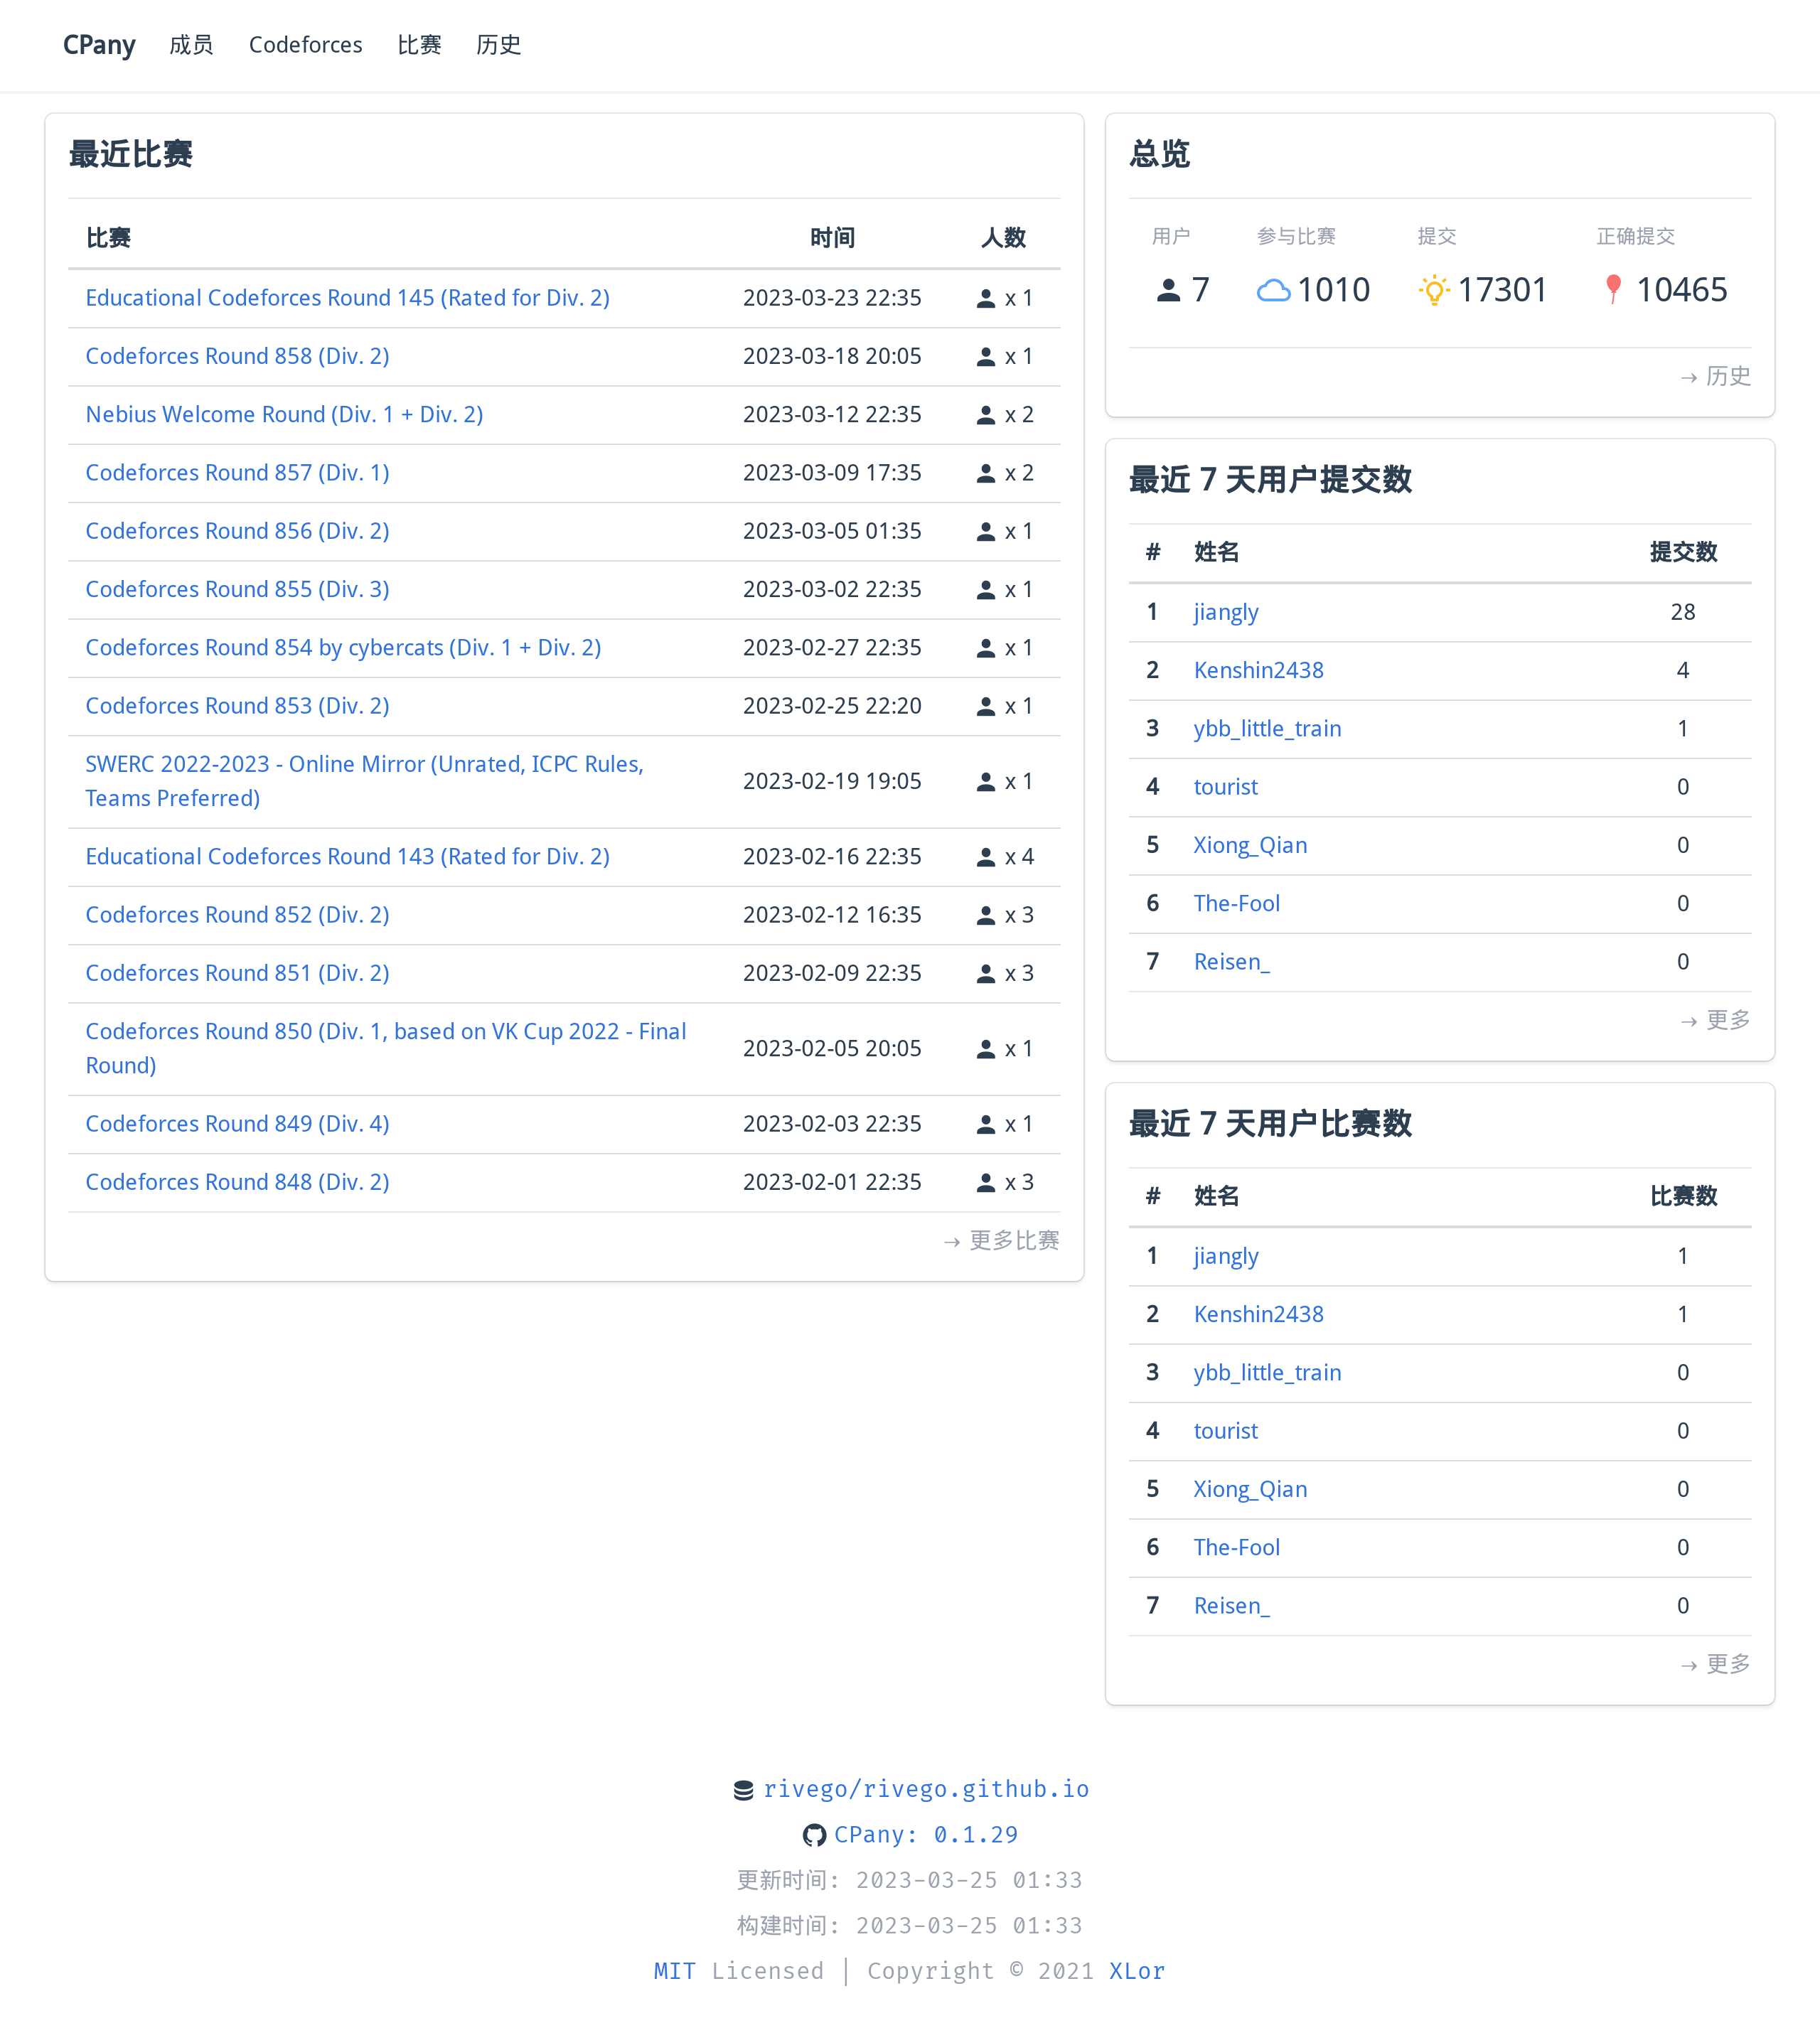 CPany 成员 Codeforces 比赛 历史
最近比赛
比赛 时间 人数
Educational Codeforces Round 145 (Rated for Div. 2) 2023-03-23 22:35 x 1
Codeforces Round 858 (Div. 2) 2023-03-18 20:05 x 1
Nebius Welcome Round (Div. 1 + Div. 2) 2023-03-12 22:35 x 2
Codeforces Round 857 (Div. 1) 2023-03-09 17:35 x 2
Codeforces Round 856 (Div. 2) 2023-03-05 01:35 x 1
Codeforces Round 855 (Div. 3) 2023-03-02 22:35 x 1
Codeforces Round 854 by cybercats (Div. 1 + Div. 2) 2023-02-27 22:35 x 1
Codeforces Round 853 (Div. 2) 2023-02-25 22:20 x 1
SWERC 2022-2023 - Online Mirror (Unrated, ICPC Rules,
Teams Preferred) 2023-02-19 19:05 x 1
Educational Codeforces Round 143 (Rated for Div. 2) 2023-02-16 22:35 x 4
Codeforces Round 852 (Div. 2) 2023-02-12 16:35 x 3
Codeforces Round 851 (Div. 2) 2023-02-09 22:35 x 3
Codeforces Round 850 (Div. 1, based on VK Cup 2022 - Final
Round) 2023-02-05 20:05 x 1
Codeforces Round 849 (Div. 4) 2023-02-03 22:35 x 1
Codeforces Round 848 (Div. 2) 2023-02-01 22:35 x 3
→ 更多比赛
总览
用户 参与比赛 提交 正确提交
7 1010 17301 10465
→ 历史
最近 7 天用户提交数
# 姓名 提交数
1 jiangly 28
2 Kenshin2438 4
3 ybb_little_train 1
4 tourist 0
5 Xiong_Qian 0
6 The-Fool 0
7 Reisen_ 0
→ 更多
最近 7 天用户比赛数
# 姓名 比赛数
1 jiangly 1
2 Kenshin2438 1
3 ybb_little_train 0
4 tourist 0
5 Xiong_Qian 0
6 The-Fool 0
7 Reisen_ 0
→ 更多
rivego/rivego.github.io
CPany: 0.1.29
更新时间: 2023-03-25 01:33
构建时间: 2023-03-25 01:33
MIT Licensed | Copyright © 2021 XLor